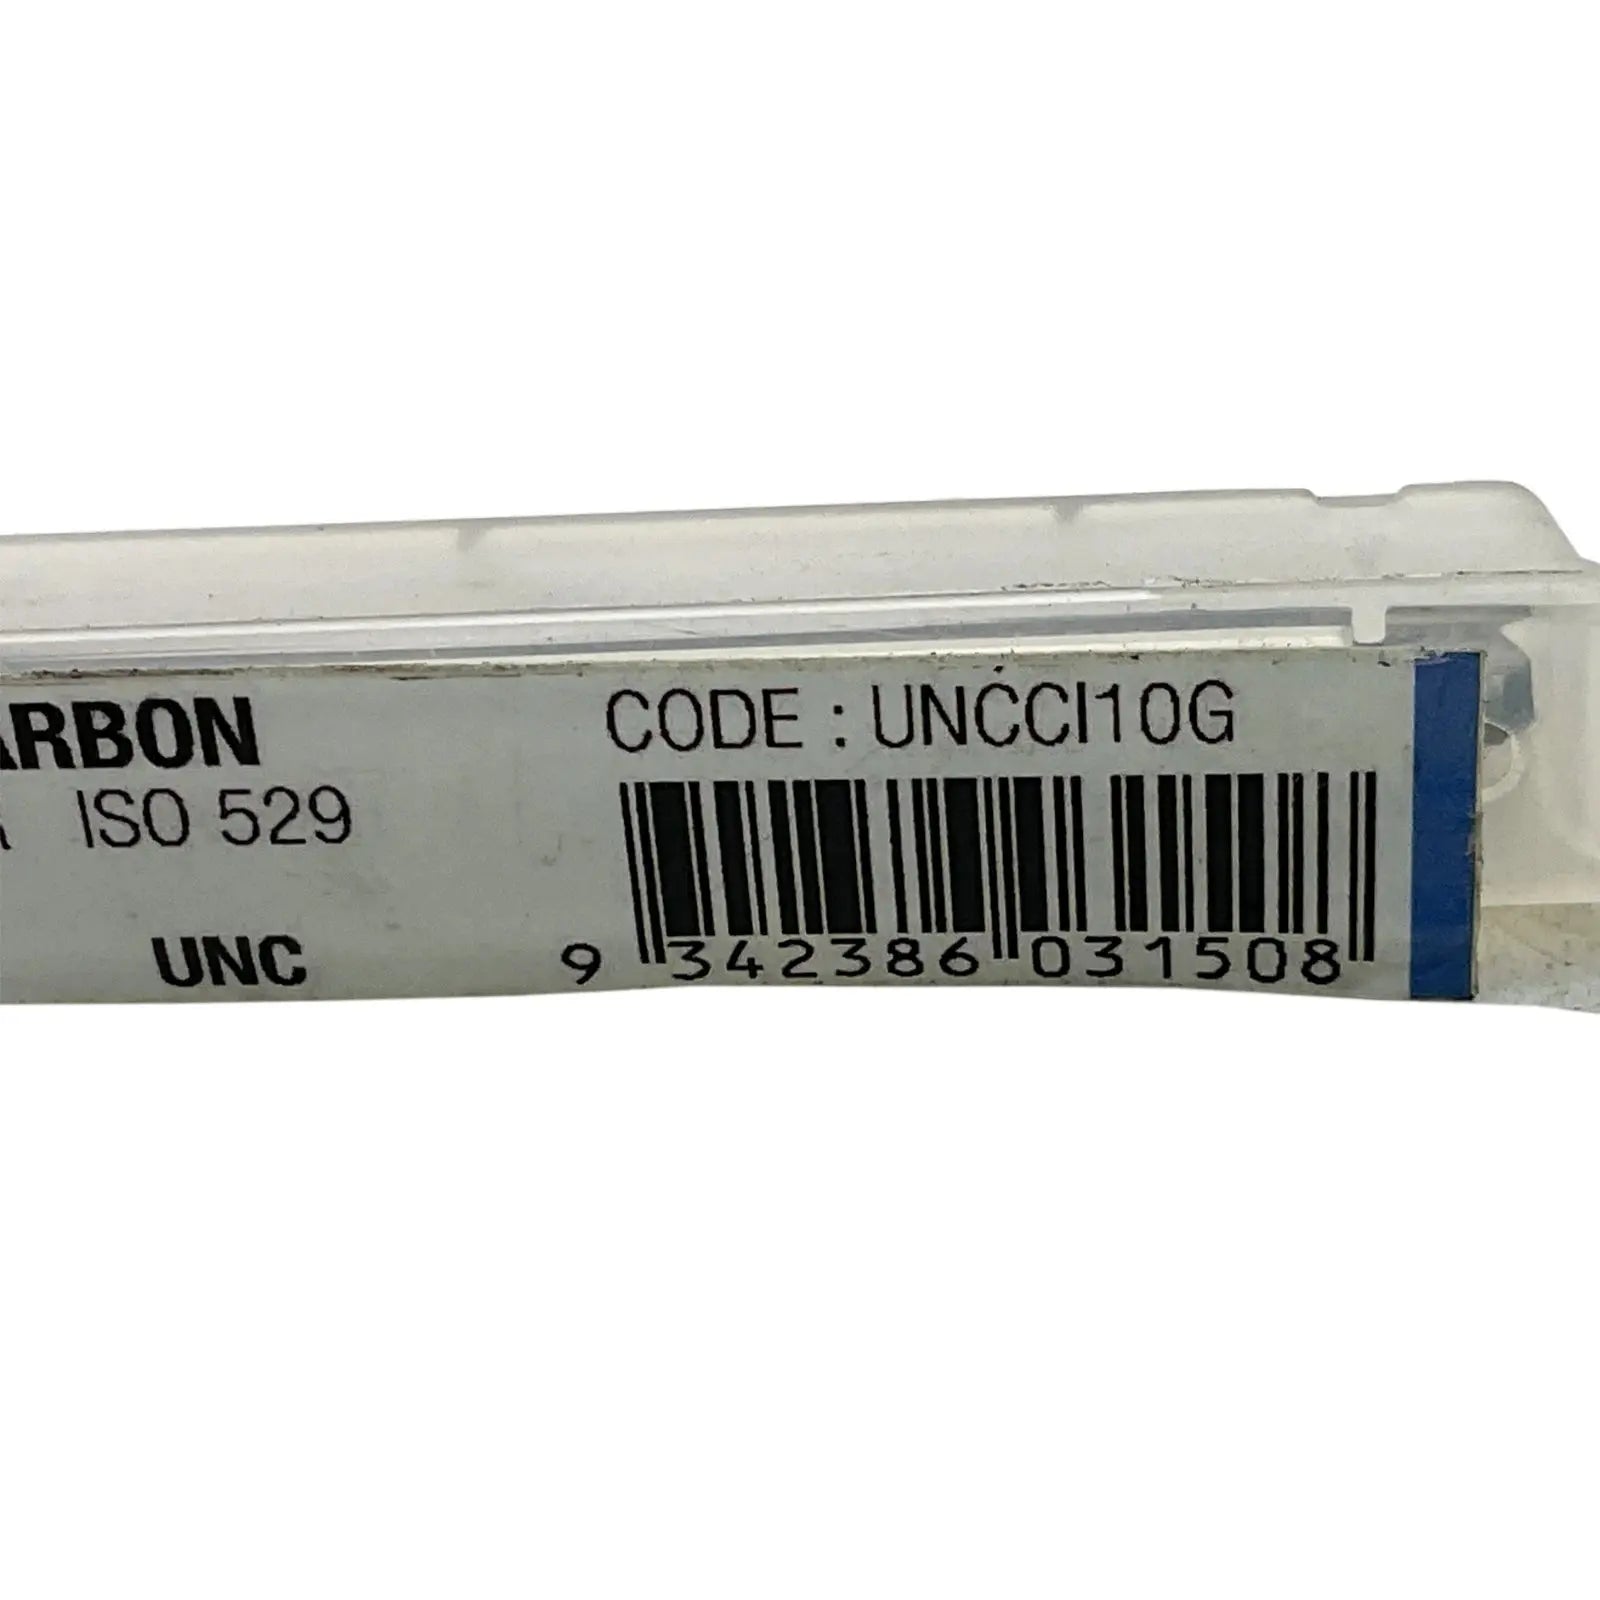 ARBON
CODE : UNCCI10G
ISO 529
UNC
9 342386 031508